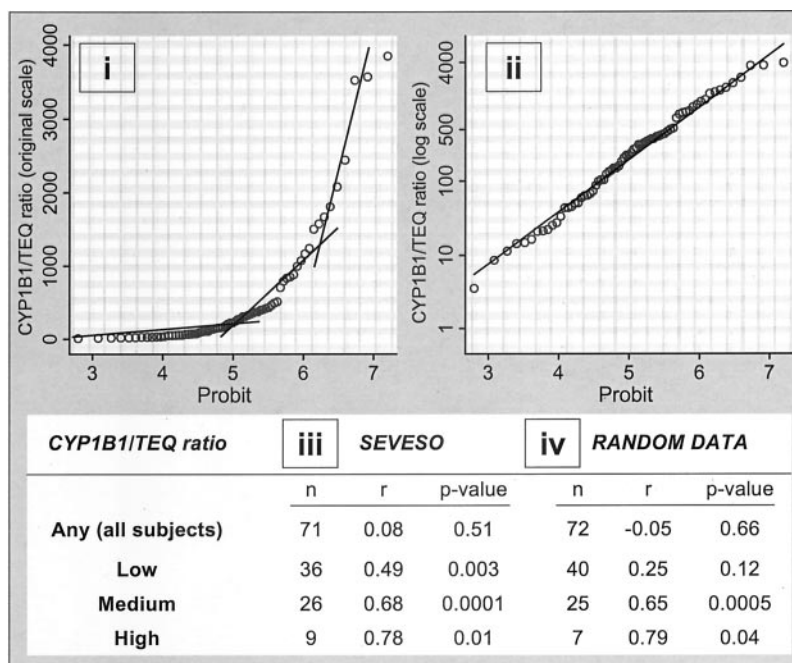 i
CYP1B1/TEQ ratio (original scale)
4000
3000
2000
1000
0
3 4 5 6 7
Probit
ii
CYP1B1/TEQ ratio (log scale)
4000
500
100
10
1
3 4 5 6 7
Probit
CYP1B1/TEQ ratio iii SEVESO iv RANDOM DATA
n r p-value n r p-value
Any (all subjects) 71 0.08 0.51 72 -0.05 0.66
Low 36 0.49 0.003 40 0.25 0.12
Medium 26 0.68 0.0001 25 0.65 0.0005
High 9 0.78 0.01 7 0.79 0.04